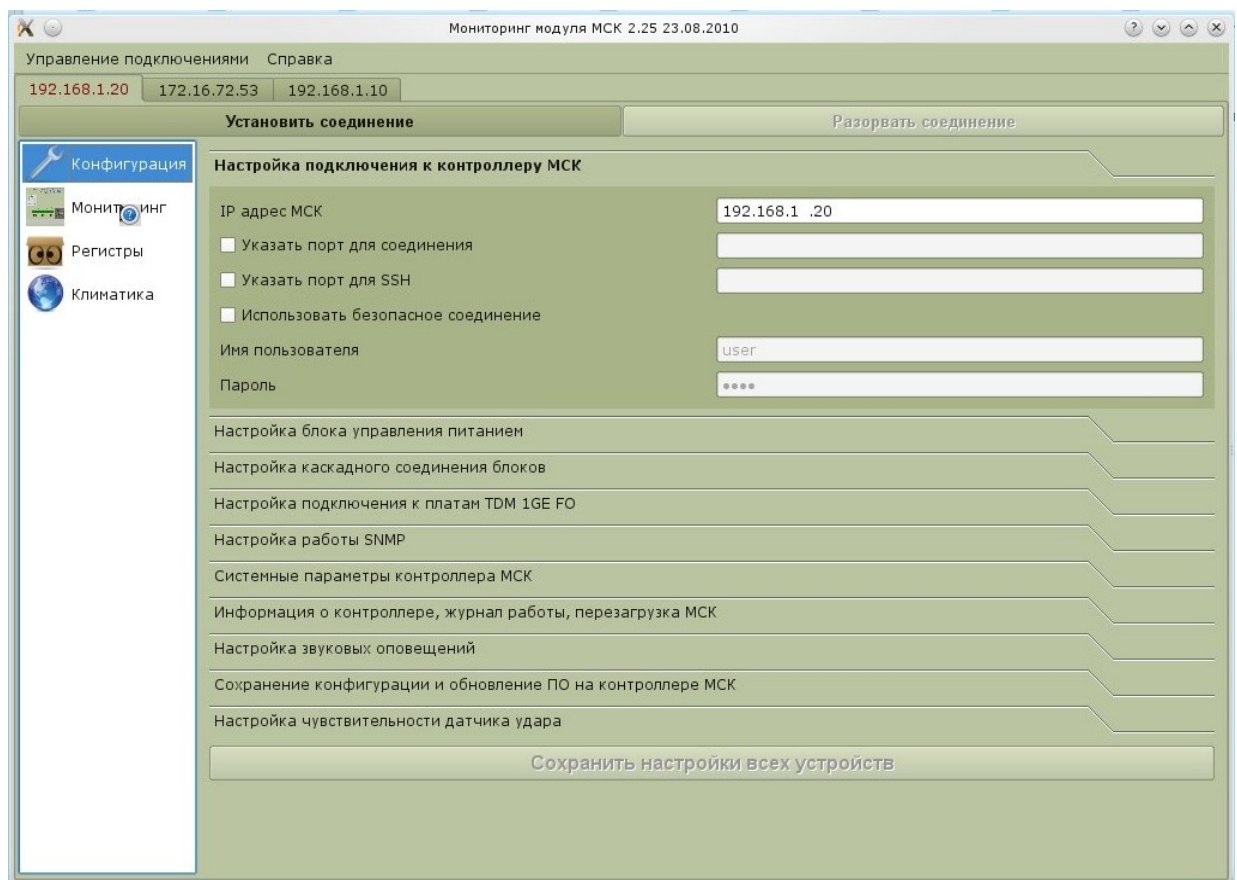 Мониторинг модуля МСК 2.25 23.08.2010
Управление подключениями Справка
192.168.1.20 172.16.72.53 192.168.1.10
Установить соединение Разорвать соединение
Конфигурация
Мониторинг
Регистры
Климатика
Настройка подключения к контроллеру МСК
IP адрес МСК 192.168.1 .20
Указать порт для соединения
Указать порт для SSH
Использовать безопасное соединение
Имя пользователя user
Пароль ••••
Настройка блока управления питанием
Настройка каскадного соединения блоков
Настройка подключения к платам TDM 1GE FO
Настройка работы SNMP
Системные параметры контроллера МСК
Информация о контроллере, журнал работы, перезагрузка МСК
Настройка звуковых оповещений
Сохранение конфигурации и обновление ПО на контроллере МСК
Настройка чувствительности датчика удара
Сохранить настройки всех устройств